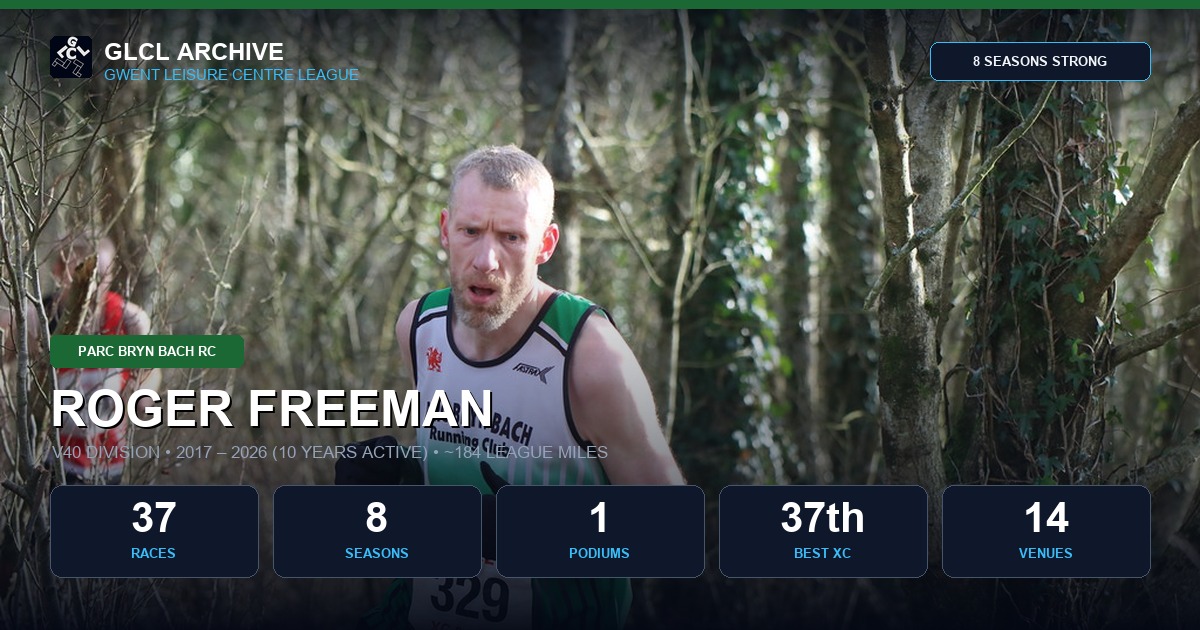 GLCL ARCHIVE
GWENT LEISURE CENTRE LEAGUE
8 SEASONS STRONG
PARC BRYN BACH RC
ROGER FREEMAN
FASTRAX
BACH
Running Club
V40 DIVISION • 2017 – 2026 (10 YEARS ACTIVE) • ~184 LEAGUE MILES
37
RACES
8
SEASONS
1
PODIUMS
37th
BEST XC
14
VENUES
329